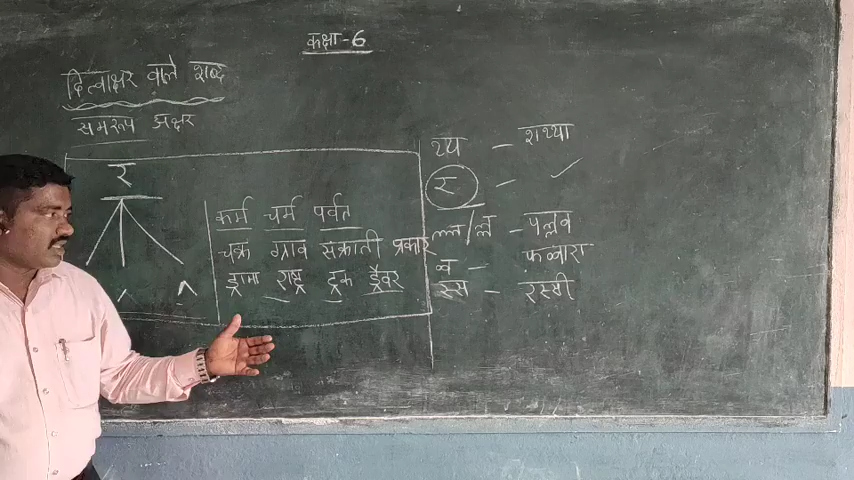 कक्षा-6
दित्वाक्षर वाले शब्द
समरूप अक्षर
र
कर्म चर्म पर्वत
चक्र ग्राव संक्राती प्रकार
ड्रामा राष्ट्र ट्रक ड्रैवर
य्य - शय्या
र -
ल्ल/ल्ल - पल्लव
व्व - फव्वारा
स्स - रस्सी